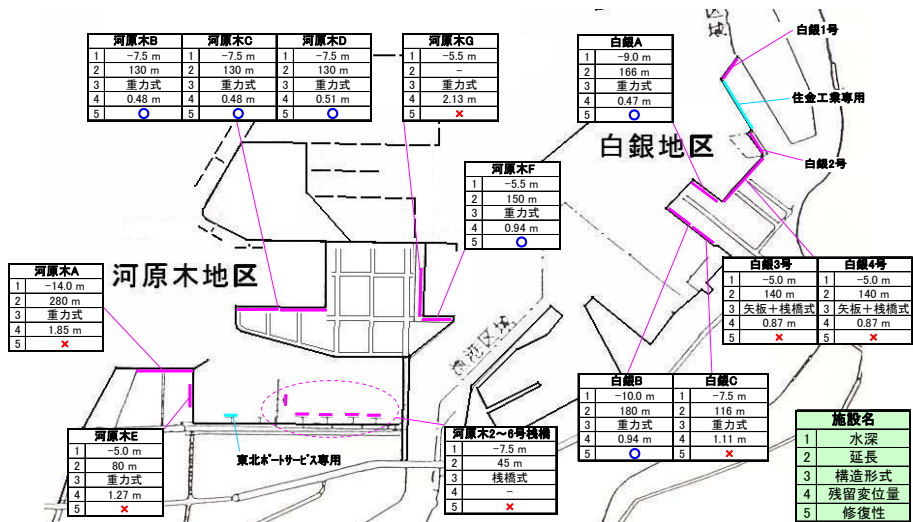 河原木B 河原木C 河原木D
1 -7.5 m 1 -7.5 m 1 -7.5 m
2 130 m 2 130 m 2 130 m
3 重力式 3 重力式 3 重力式
4 0.48 m 4 0.48 m 4 0.51 m
5 ○ 5 ○ 5 ○
河原木G
1 -5.5 m
2 -
3 重力式
4 2.13 m
5 ×
白銀A
1 -9.0 m
2 166 m
3 重力式
4 0.47 m
5 ○
区域
白銀1号
住金工業専用
白銀2号
白銀地区
河原木F
1 -5.5 m
2 150 m
3 重力式
4 0.94 m
5 ○
河原木地区
河原木A
1 -14.0 m
2 280 m
3 重力式
4 1.85 m
5 ×
白銀3号 白銀4号
1 -5.0 m 1 -5.0 m
2 140 m 2 140 m
3 矢板+桟橋式 3 矢板+桟橋式
4 0.87 m 4 0.87 m
5 × 5 ×
漁港区域
白銀B 白銀C
1 -10.0 m 1 -7.5 m
2 180 m 2 116 m
3 重力式 3 重力式
4 0.94 m 4 1.11 m
5 ○ 5 ×
河原木E
1 -5.0 m
2 80 m
3 重力式
4 1.27 m
5 ×
東北ポートサービス専用
河原木2~6号桟橋
1 -7.5 m
2 45 m
3 桟橋式
4 -
5 ×
施設名
1 水深
2 延長
3 構造形式
4 残留変位量
5 修復性